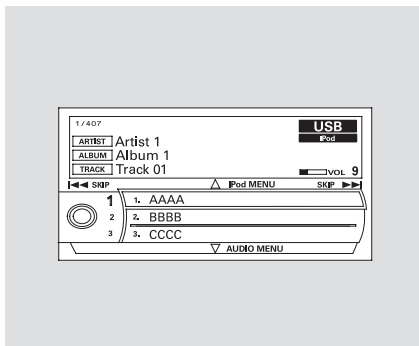 1/407
USB
iPod
ARTIST Artist 1
ALBUM Album 1
TRACK Track 01
VOL 9
SKIP iPod MENU SKIP
1 1. AAAA
2 2. BBBB
3 3. CCCC
AUDIO MENU